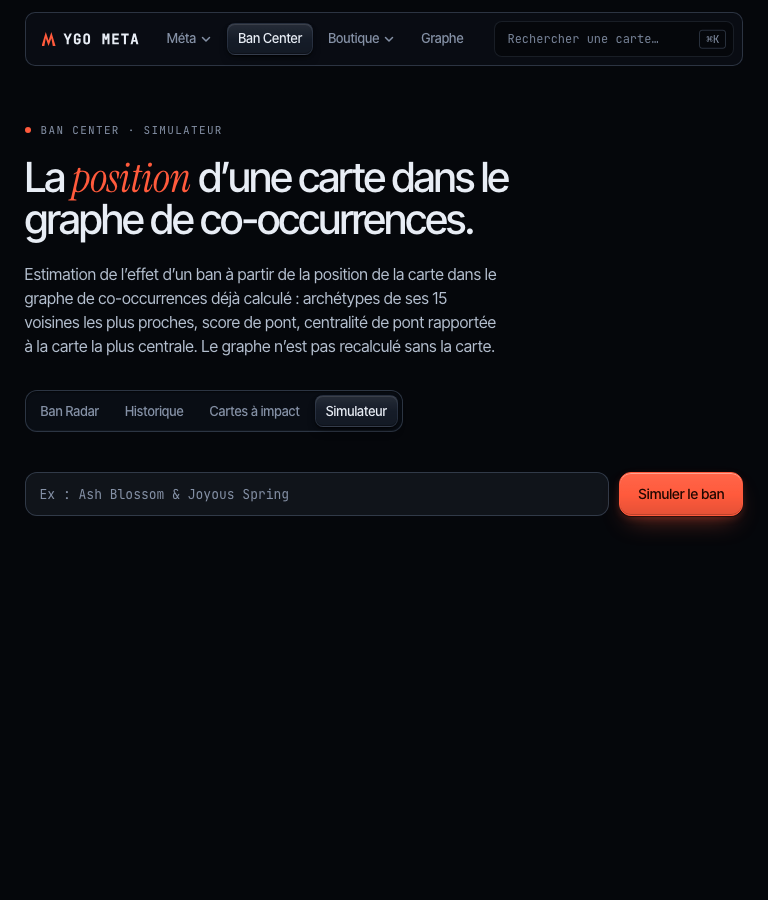 YGO META
Méta
Ban Center
Boutique
Graphe
Rechercher une carte…
⌘K
BAN CENTER · SIMULATEUR
La position d’une carte dans le
graphe de co-occurrences.
Estimation de l’effet d’un ban à partir de la position de la carte dans le
graphe de co-occurrences déjà calculé : archétypes de ses 15
voisines les plus proches, score de pont, centralité de pont rapportée
à la carte la plus centrale. Le graphe n’est pas recalculé sans la carte.
Ban Radar
Historique
Cartes à impact
Simulateur
Ex : Ash Blossom & Joyous Spring
Simuler le ban